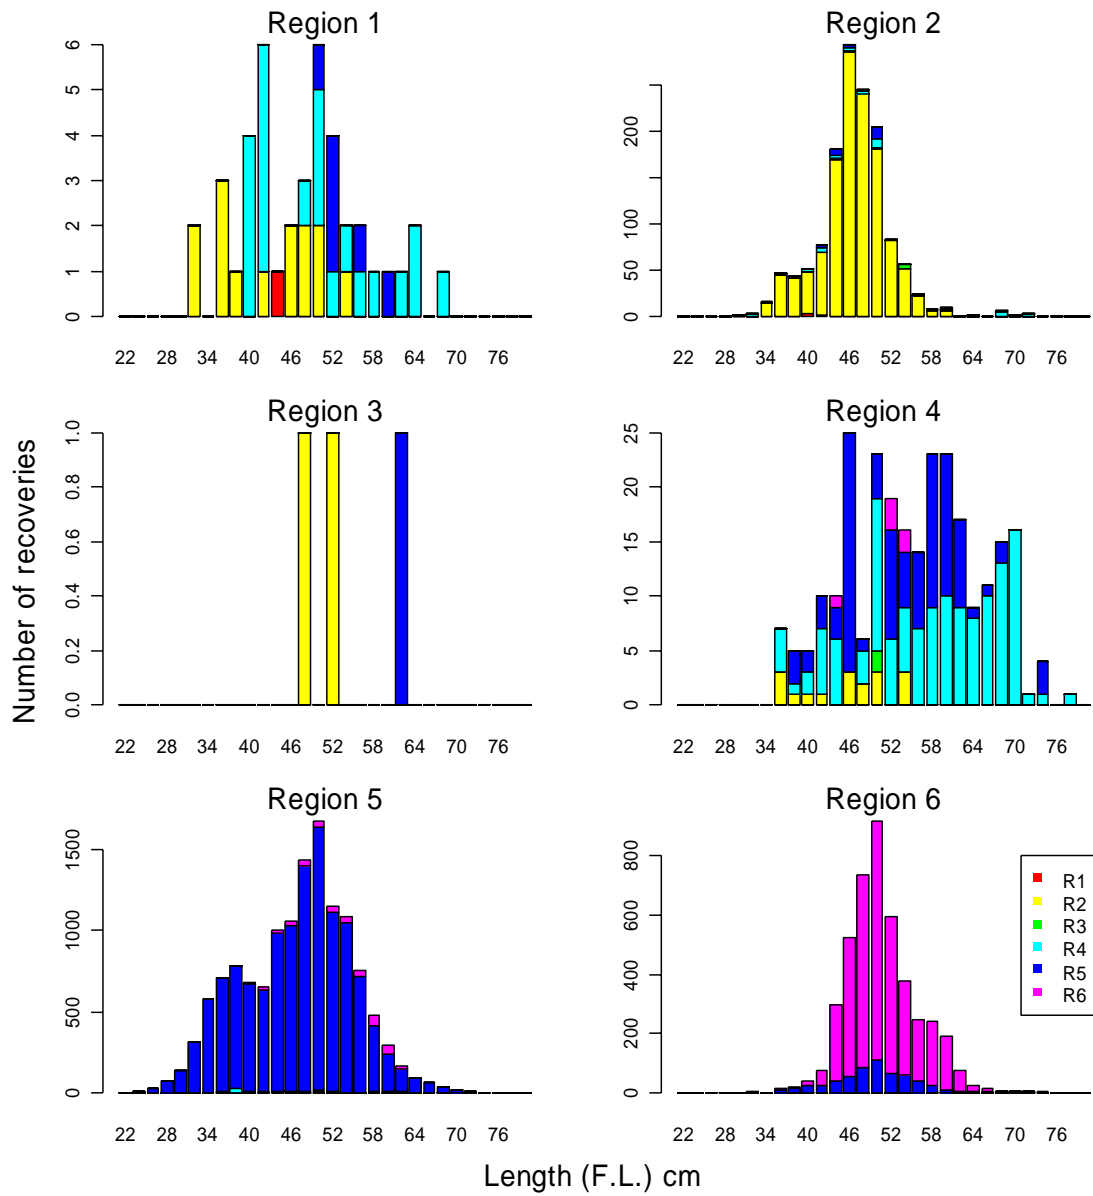 Region 1
Region 2
6
5
4
3
2
1
0
200
100
50
0
22 28 34 40 46 52 58 64 70 76
22 28 34 40 46 52 58 64 70 76
Region 3
Region 4
1.0
0.8
0.6
0.4
0.2
0.0
25
20
15
10
5
0
22 28 34 40 46 52 58 64 70 76
22 28 34 40 46 52 58 64 70 76
Number of recoveries
Region 5
Region 6
1500
1000
500
0
800
600
400
200
0
R1
R2
R3
R4
R5
R6
22 28 34 40 46 52 58 64 70 76
22 28 34 40 46 52 58 64 70 76
Length (F.L.) cm